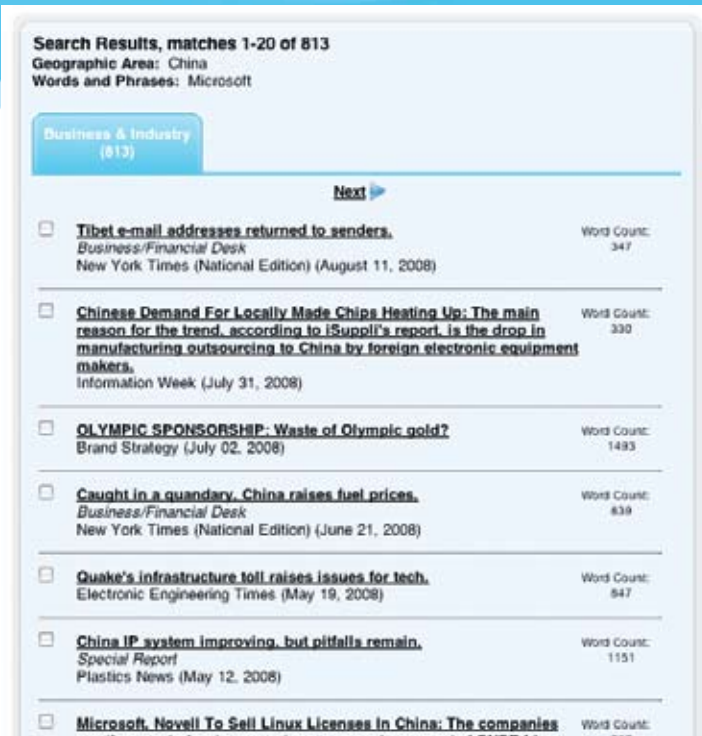 Search Results, matches 1-20 of 813
Geographic Area: China
Words and Phrases: Microsoft
Business & Industry
(813)
Next
Tibet e-mail addresses returned to senders.
Word Count:
347
Business/Financial Desk
New York Times (National Edition) (August 11, 2008)
Chinese Demand For Locally Made Chips Heating Up: The main
Word Count:
reason for the trend, according to iSuppli's report, is the drop in
330
manufacturing outsourcing to China by foreign electronic equipment
makers.
Information Week (July 31, 2008)
OLYMPIC SPONSORSHIP: Waste of Olympic gold?
Word Count:
Brand Strategy (July 02, 2008)
1493
Caught in a quandary, China raises fuel prices.
Word Count:
Business/Financial Desk
839
New York Times (National Edition) (June 21, 2008)
Quake's infrastructure toll raises issues for tech.
Word Count:
Electronic Engineering Times (May 19, 2008)
847
China IP system improving, but pitfalls remain.
Word Count:
Special Report
1151
Plastics News (May 12, 2008)
Microsoft, Novell To Sell Linux Licenses In China: The companies
Word Count: